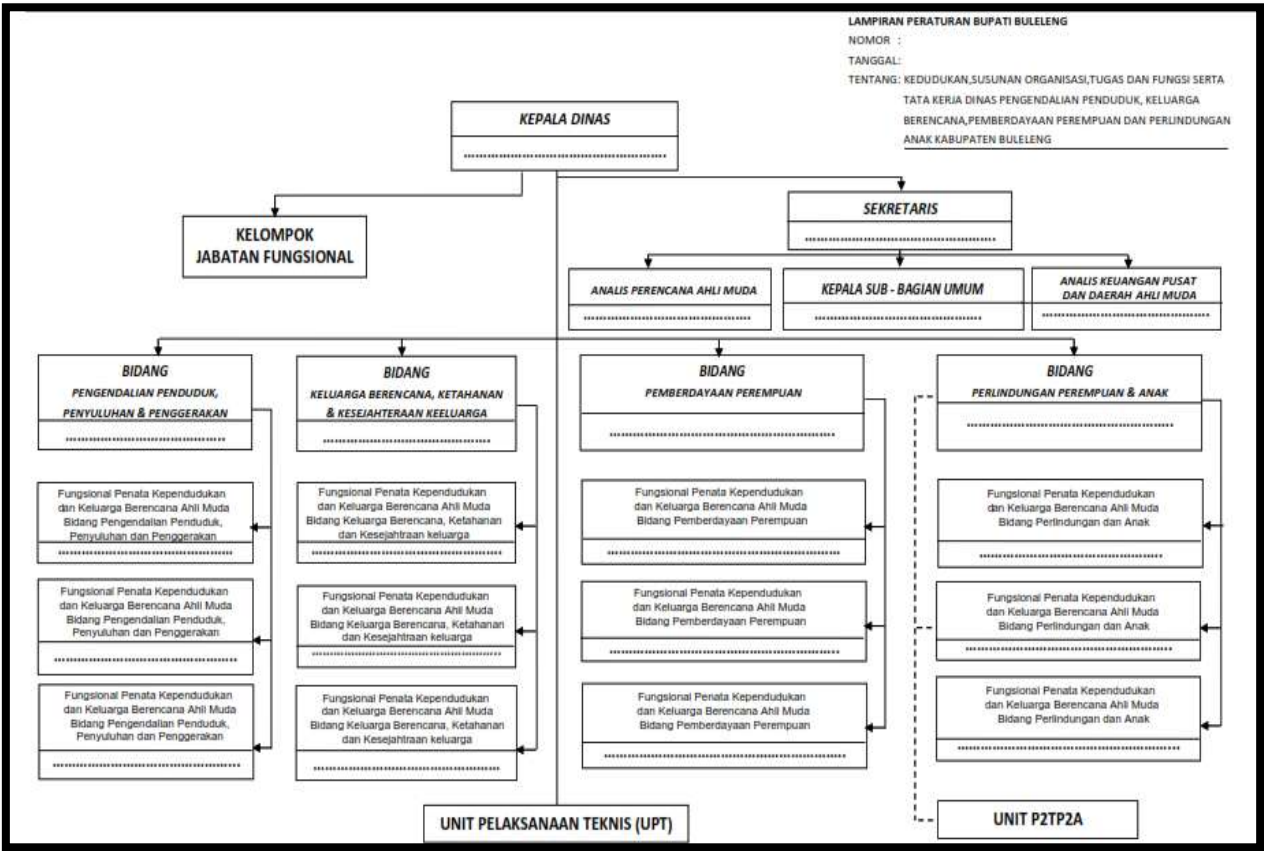 LAMPIRAN PERATURAN BUPATI BULELENG
NOMOR :
TANGGAL:
TENTANG: KEDUDUKAN,SUSUNAN ORGANISASI,TUGAS DAN FUNGSI SERTA
TATA KERJA DINAS PENGENDALIAN PENDUDUK, KELUARGA
BERENCANA,PEMBERDAYAAN PEREMPUAN DAN PERLINDUNGAN
ANAK KABUPATEN BULELENG
KEPALA DINAS
SEKRETARIS
KELOMPOK
JABATAN FUNGSIONAL
ANALIS PERENCANA AHLI MUDA
KEPALA SUB - BAGIAN UMUM
ANALIS KEUANGAN PUSAT
DAN DAERAH AHLI MUDA
BIDANG
PENGENDALIAN PENDUDUK,
PENYULUHAN & PENGGERAKAN
BIDANG
KELUARGA BERENCANA, KETAHANAN
& KESEJAHTERAAN KEELUARGA
BIDANG
PEMBERDAYAAN PEREMPUAN
BIDANG
PERLINDUNGAN PEREMPUAN & ANAK
Fungsional Penata Kependudukan
dan Keluarga Berencana Ahli Muda
Bidang Pengendalian Penduduk,
Penyuluhan dan Penggerakan
Fungsional Penata Kependudukan
dan Keluarga Berencana Ahli Muda
Bidang Keluarga Berencana, Ketahanan
dan Kesejahtraan keluarga
Fungsional Penata Kependudukan
dan Keluarga Berencana Ahli Muda
Bidang Pemberdayaan Perempuan
Fungsional Penata Kependudukan
dan Keluarga Berencana Ahli Muda
Bidang Perlindungan dan Anak
Fungsional Penata Kependudukan
dan Keluarga Berencana Ahli Muda
Bidang Pengendalian Penduduk,
Penyuluhan dan Penggerakan
Fungsional Penata Kependudukan
dan Keluarga Berencana Ahli Muda
Bidang Keluarga Berencana, Ketahanan
dan Kesejahtraan keluarga
Fungsional Penata Kependudukan
dan Keluarga Berencana Ahli Muda
Bidang Pemberdayaan Perempuan
Fungsional Penata Kependudukan
dan Keluarga Berencana Ahli Muda
Bidang Perlindungan dan Anak
Fungsional Penata Kependudukan
dan Keluarga Berencana Ahli Muda
Bidang Pengendalian Penduduk,
Penyuluhan dan Penggerakan
Fungsional Penata Kependudukan
dan Keluarga Berencana Ahli Muda
Bidang Keluarga Berencana, Ketahanan
dan Kesejahtraan keluarga
Fungsional Penata Kependudukan
dan Keluarga Berencana Ahli Muda
Bidang Pemberdayaan Perempuan
Fungsional Penata Kependudukan
dan Keluarga Berencana Ahli Muda
Bidang Perlindungan dan Anak
UNIT PELAKSANAAN TEKNIS (UPT)
UNIT P2TP2A